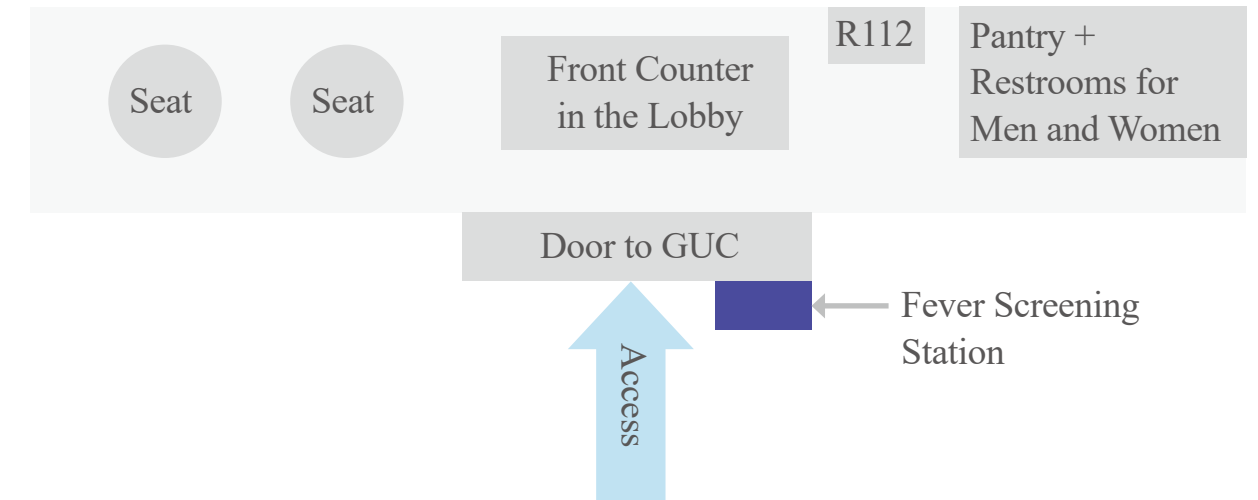 Seat
Seat
Front Counter
in the Lobby
R112
Pantry +
Restrooms for
Men and Women
Door to GUC
Fever Screening
Station
Access